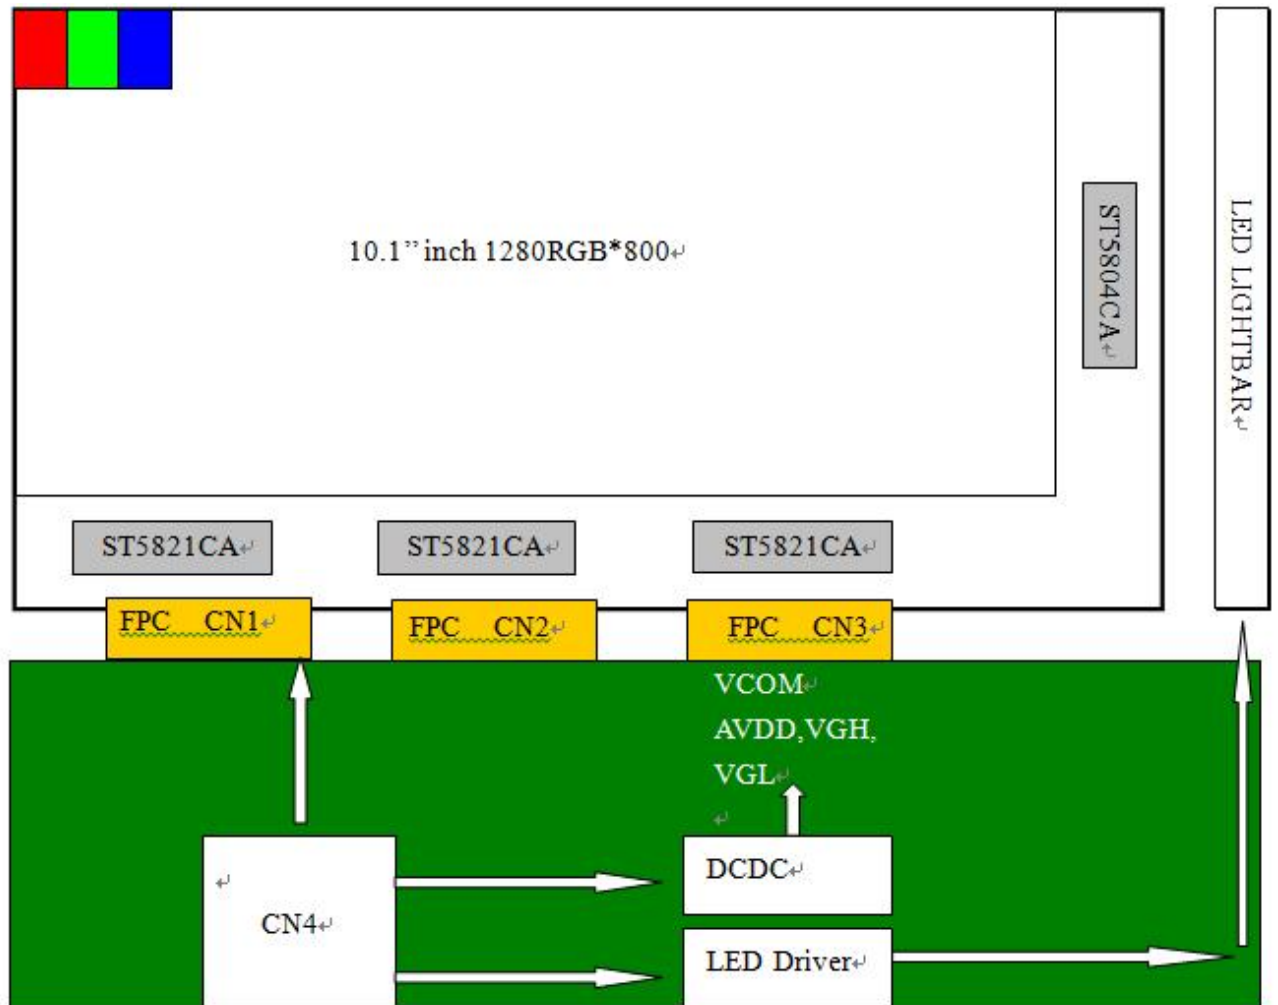 10.1” inch 1280RGB*800↵
ST5804CA↵
LED LIGHTBAR↵
ST5821CA↵
ST5821CA↵
ST5821CA↵
FPC CN1↵
FPC CN2↵
FPC CN3↵
VCOM↵
AVDD,VGH,
VGL↵
↵
DCDC↵
↵
CN4↵
LED Driver↵